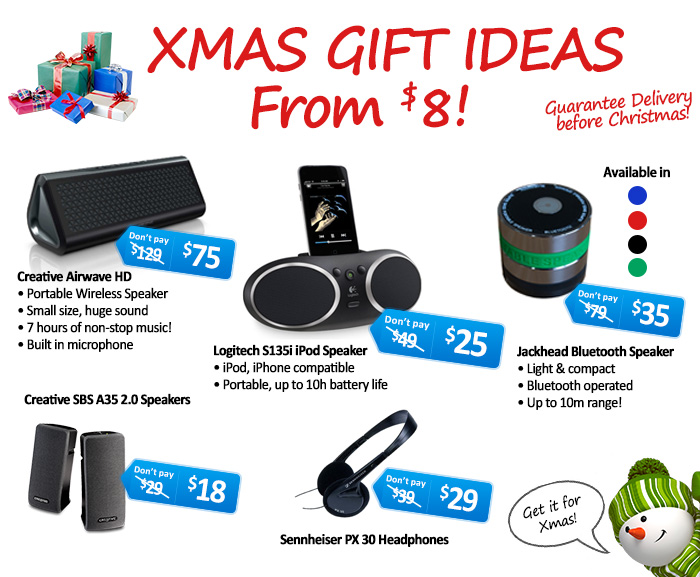 XMAS GIFT IDEAS
From $8!
Guarantee Delivery
before Christmas!
Available in
Don't pay
$129
$75
Creative Airwave HD
• Portable Wireless Speaker
• Small size, huge sound
• 7 hours of non-stop music!
• Built in microphone
Logitech
Don't pay
$49
$25
Logitech S135i iPod Speaker
• iPod, iPhone compatible
• Portable, up to 10h battery life
Don't pay
$79
$35
Jackhead Bluetooth Speaker
• Light & compact
• Bluetooth operated
• Up to 10m range!
Creative SBS A35 2.0 Speakers
CREATIVE
CREATIVE
Don't pay
$29
$18
Don't pay
$39
$29
Sennheiser PX 30 Headphones
Get it for
Xmas!